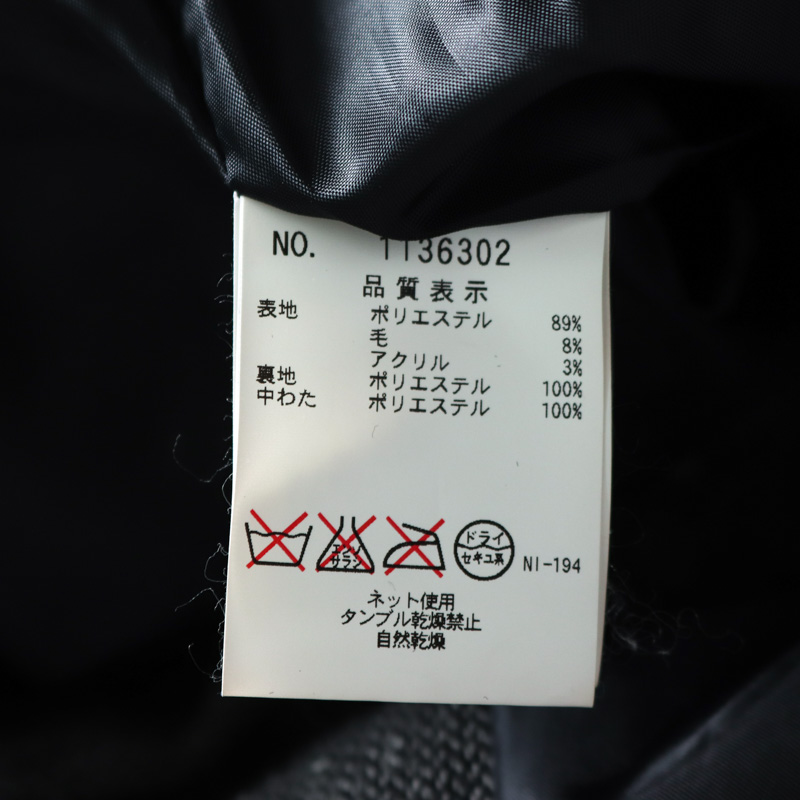 NO. 1136302
品質表示
表地 ポリエステル 89%
毛 8%
アクリル 3%
裏地 ポリエステル 100%
中わた ポリエステル 100%
エンソ
サラシ
ドライ
セキユ系
NI-194
ネット使用
タンブル乾燥禁止
自然乾燥